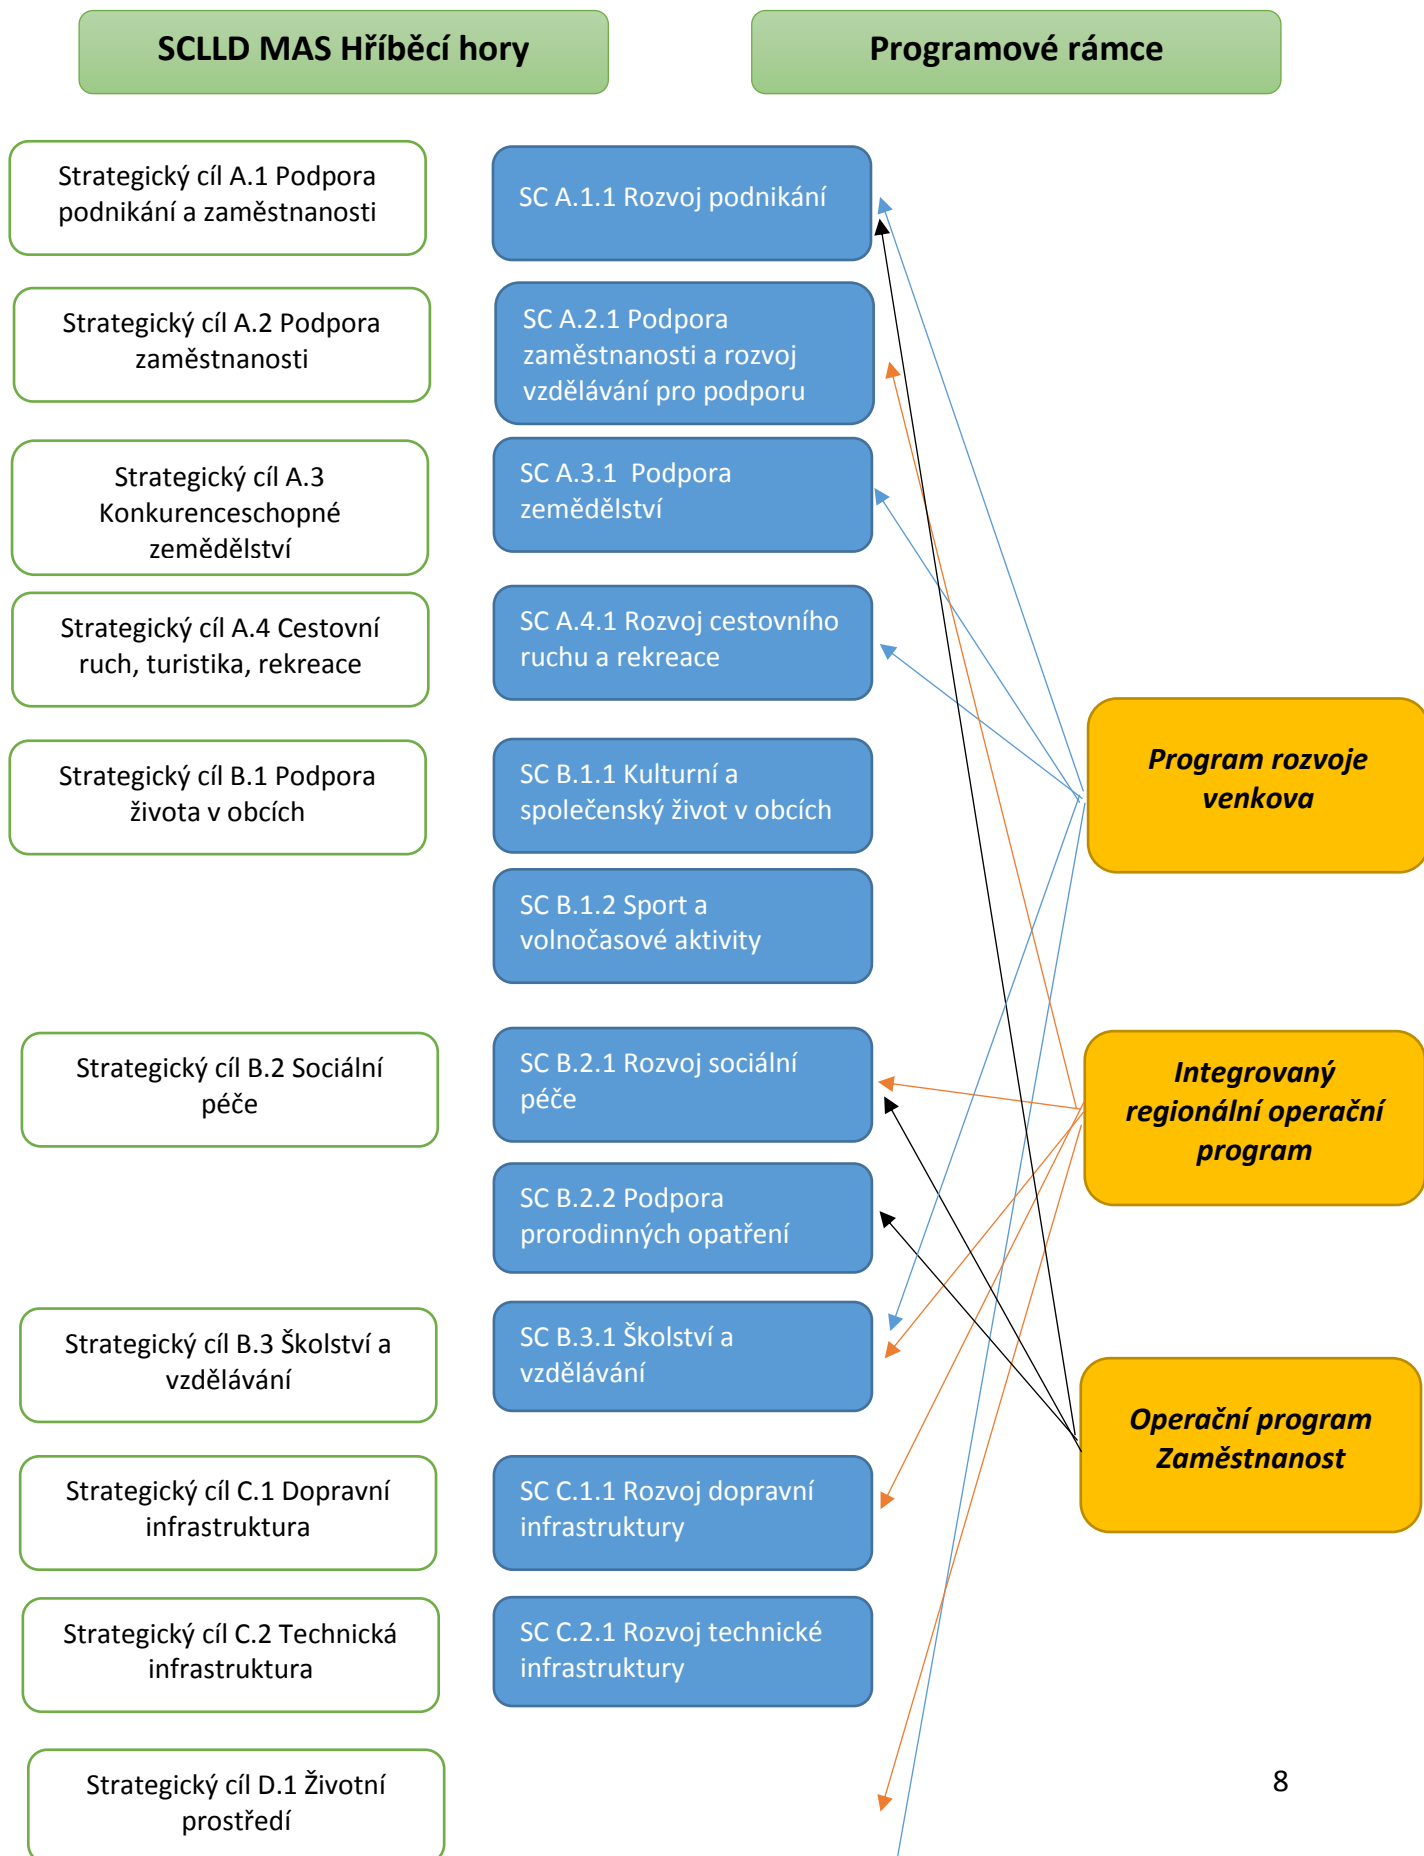 SCLLD MAS Hříběcí hory
Programové rámce
Strategický cíl A.1 Podpora
podnikání a zaměstnanosti
SC A.1.1 Rozvoj podnikání
Strategický cíl A.2 Podpora
zaměstnanosti
SC A.2.1 Podpora
zaměstnanosti a rozvoj
vzdělávání pro podporu
Strategický cíl A.3
Konkurenceschopné
zemědělství
SC A.3.1  Podpora
zemědělství
Strategický cíl A.4 Cestovní
ruch, turistika, rekreace
SC A.4.1 Rozvoj cestovního
ruchu a rekreace
Strategický cíl B.1 Podpora
života v obcích
SC B.1.1 Kulturní a
společenský život v obcích
Program rozvoje
venkova
SC B.1.2 Sport a
volnočasové aktivity
Strategický cíl B.2 Sociální
péče
SC B.2.1 Rozvoj sociální
péče
Integrovaný
regionální operační
program
SC B.2.2 Podpora
prorodinných opatření
Strategický cíl B.3 Školství a
vzdělávání
SC B.3.1 Školství a
vzdělávání
Operační program
Zaměstnanost
Strategický cíl C.1 Dopravní
infrastruktura
SC C.1.1 Rozvoj dopravní
infrastruktury
Strategický cíl C.2 Technická
infrastruktura
SC C.2.1 Rozvoj technické
infrastruktury
Strategický cíl D.1 Životní
prostředí
8